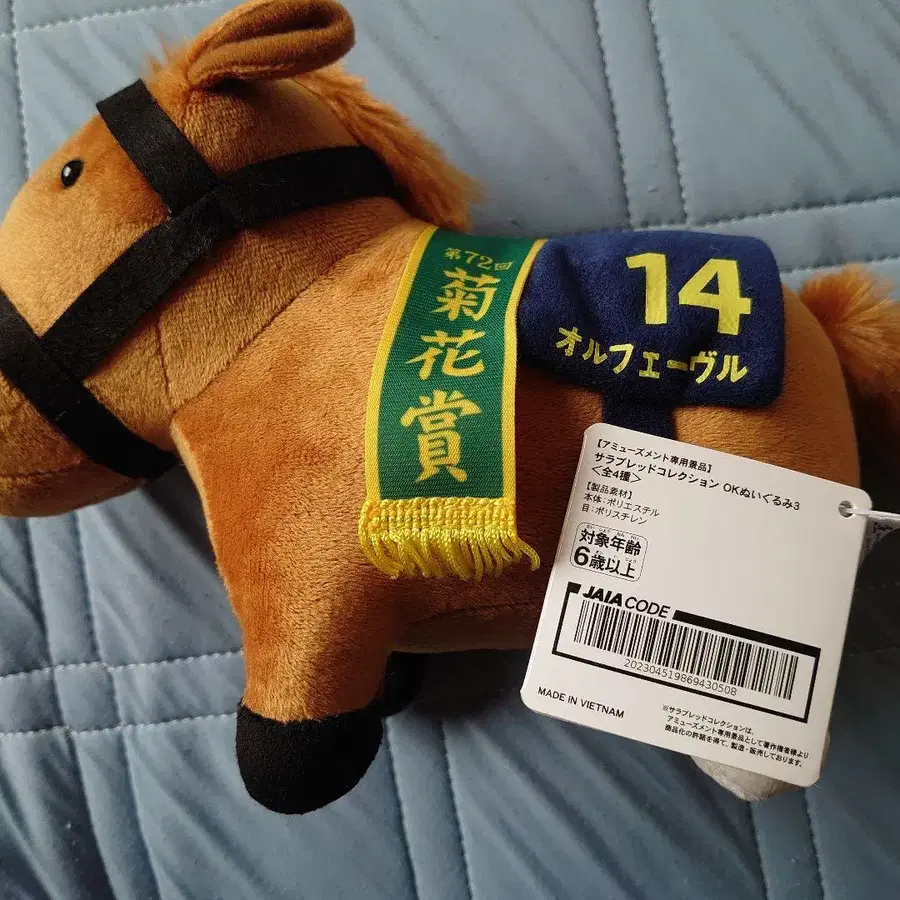 第72回
菊花賞
14
オルフェーヴル
【アミューズメント専用景品】
サラブレッドコレクション OKぬいぐるみ3
<全4種>
【製品素材】
本体:ポリエステル
目:ポリスチレン
対象年齢
6歳以上
JAIA CODE
202304519869430508
MADE IN VIETNAM
※サラブレッドコレクションは、
アミューズメント専用景品として著作権者様より
商品化の許諾を得て、製造・販売しております。